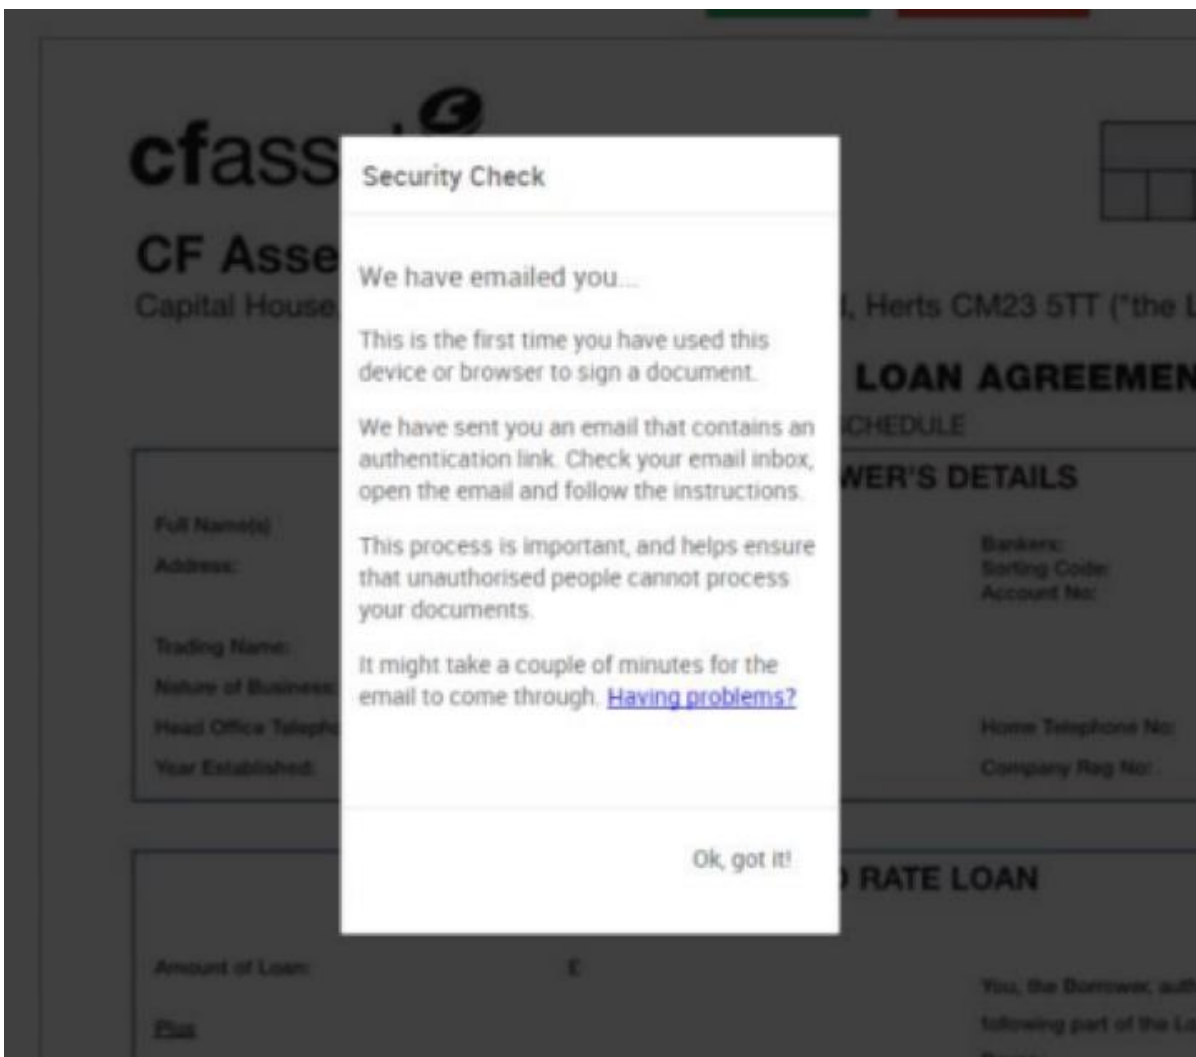 cfass
Security Check
CF Asse
We have emailed you...
Capital House,
, Herts CM23 5TT ("the L
This is the first time you have used this
device or browser to sign a document.
LOAN AGREEMEN
We have sent you an email that contains an
authentication link. Check your email inbox,
open the email and follow the instructions.
CHEDULE
WER'S DETAILS
Full Name(s)
Address:
Bankers:
Sorting Code:
Account No:
This process is important, and helps ensure
that unauthorised people cannot process
your documents.
Trading Name:
Nature of Business:
Head Office Telepho
Year Established:
It might take a couple of minutes for the
email to come through. Having problems?
Home Telephone No:
Company Reg No:
Ok, got it!
RATE LOAN
Amount of Loan:
£
Plus
You, the Borrower, auth
following part of the Lo